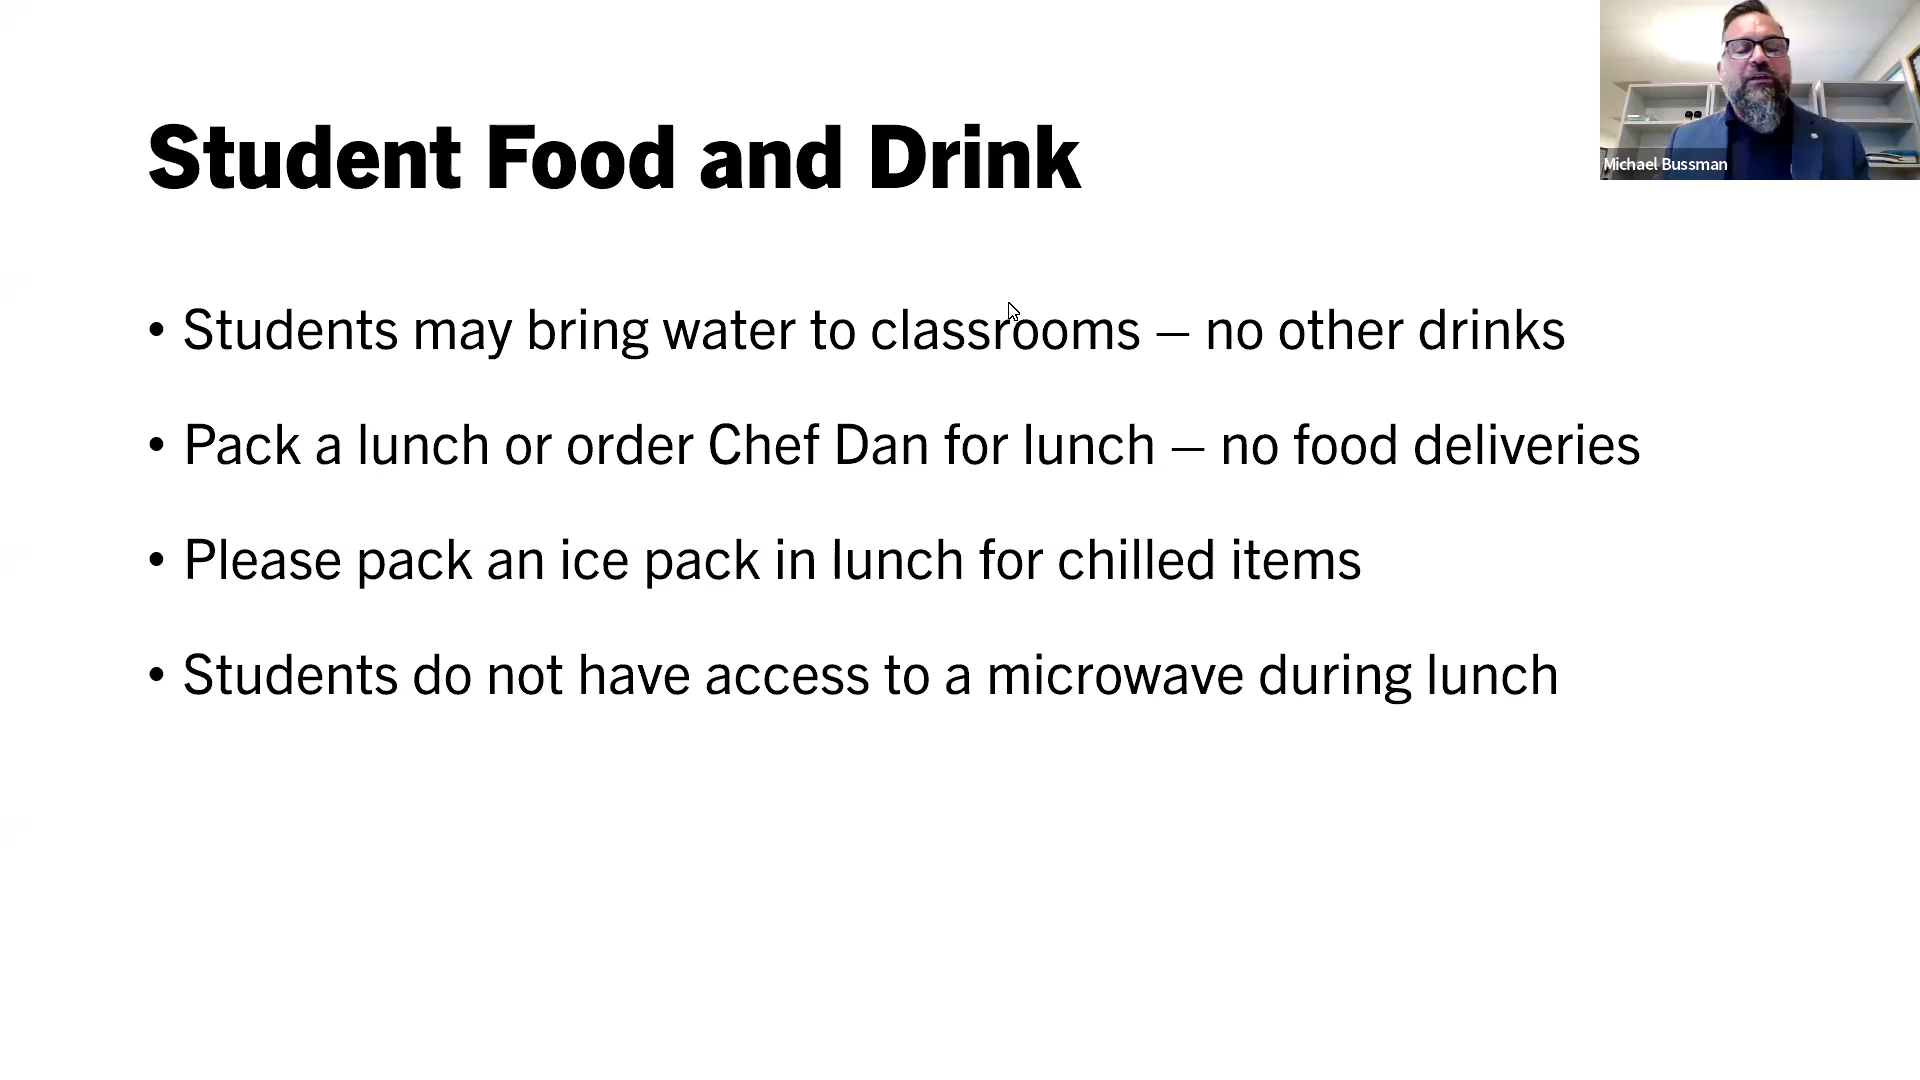 Student Food and Drink
• Students may bring water to classrooms – no other drinks
• Pack a lunch or order Chef Dan for lunch – no food deliveries
• Please pack an ice pack in lunch for chilled items
• Students do not have access to a microwave during lunch
Michael Bussman